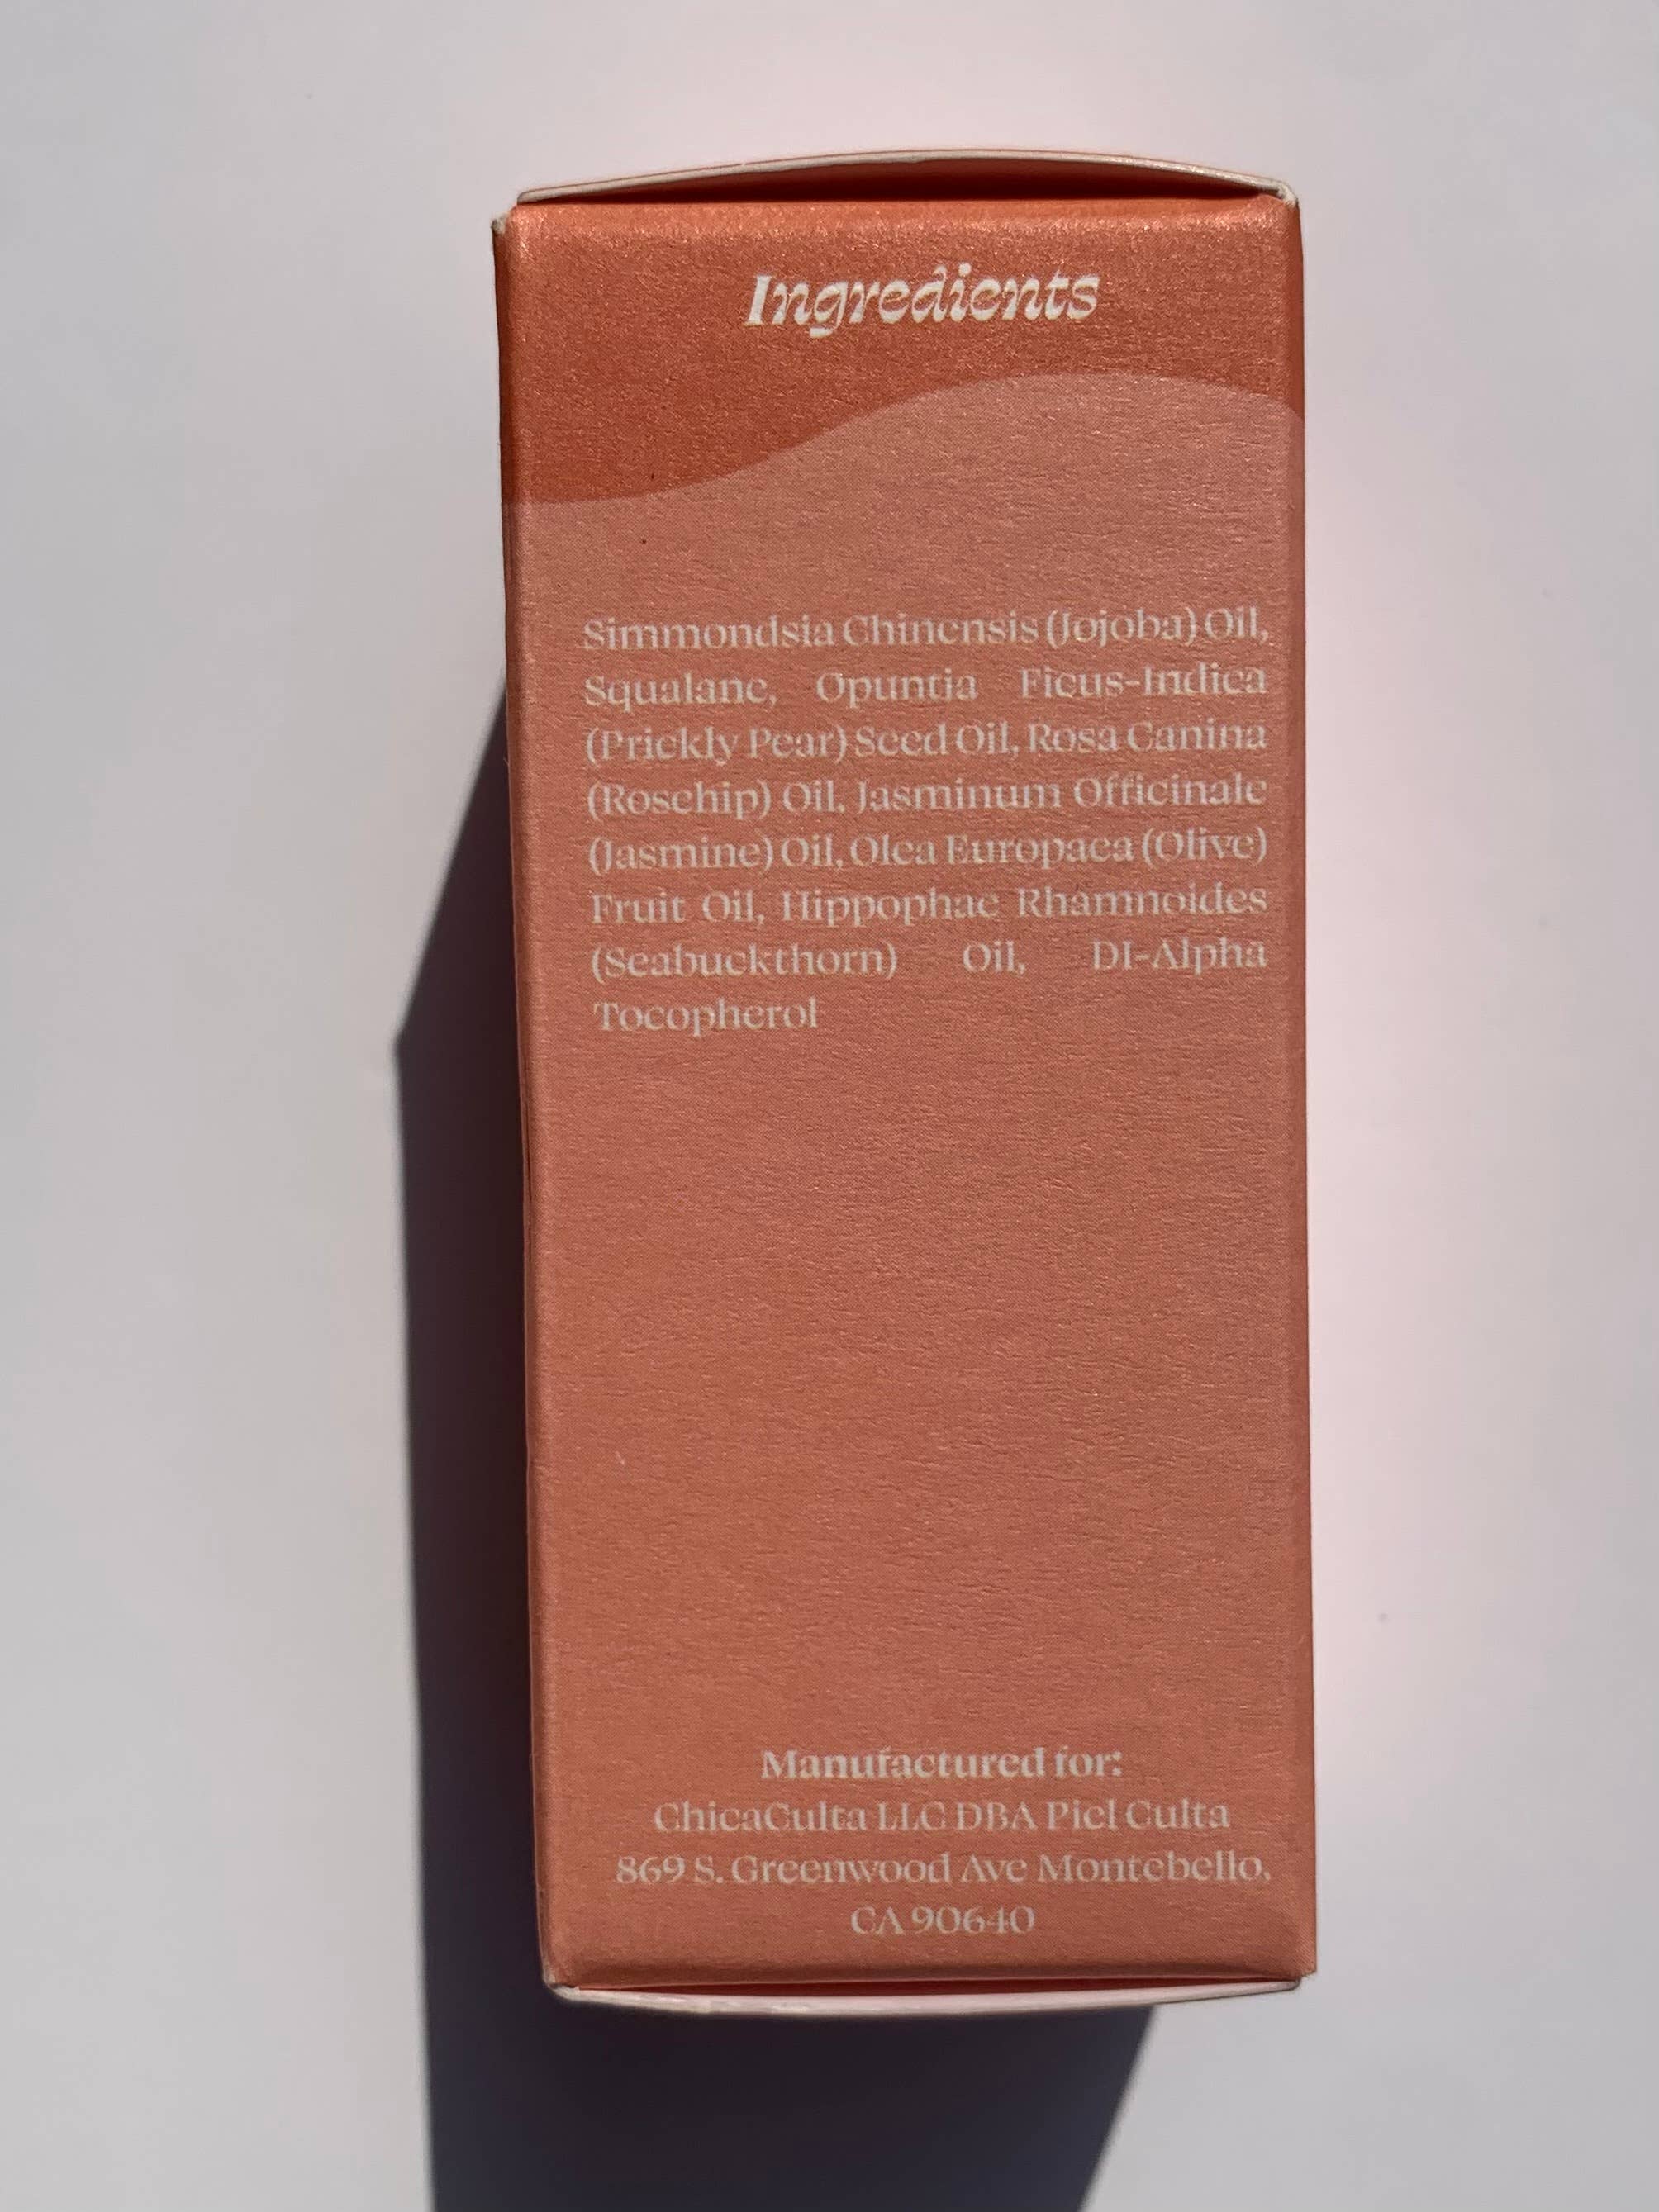 Ingredients
Simmondsia Chinensis (Jojoba) Oil,
Squalane, Opuntia Ficus-Indica
(Prickly Pear) Seed Oil, Rosa Canina
(Rosehip) Oil, Jasminum Officinale
(Jasmine) Oil, Olea Europaea (Olive)
Fruit Oil, Hippophae Rhamnoides
(Seabuckthorn) Oil, Dl-Alpha
Tocopherol
Manufactured for:
ChicaCulta LLC DBA Piel Culta
869 S. Greenwood Ave Montebello,
CA 90640